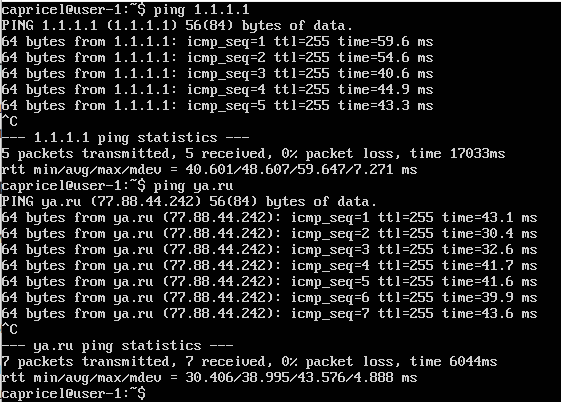 capricel@user-1:~$ ping 1.1.1.1
PING 1.1.1.1 (1.1.1.1) 56(84) bytes of data.
64 bytes from 1.1.1.1: icmp_seq=1 ttl=255 time=59.6 ms
64 bytes from 1.1.1.1: icmp_seq=2 ttl=255 time=54.6 ms
64 bytes from 1.1.1.1: icmp_seq=3 ttl=255 time=40.6 ms
64 bytes from 1.1.1.1: icmp_seq=4 ttl=255 time=44.9 ms
64 bytes from 1.1.1.1: icmp_seq=5 ttl=255 time=43.3 ms
^C
--- 1.1.1.1 ping statistics ---
5 packets transmitted, 5 received, 0% packet loss, time 17033ms
rtt min/avg/max/mdev = 40.601/48.607/59.647/7.271 ms
capricel@user-1:~$ ping ya.ru
PING ya.ru (77.88.44.242) 56(84) bytes of data.
64 bytes from ya.ru (77.88.44.242): icmp_seq=1 ttl=255 time=43.1 ms
64 bytes from ya.ru (77.88.44.242): icmp_seq=2 ttl=255 time=30.4 ms
64 bytes from ya.ru (77.88.44.242): icmp_seq=3 ttl=255 time=32.6 ms
64 bytes from ya.ru (77.88.44.242): icmp_seq=4 ttl=255 time=41.7 ms
64 bytes from ya.ru (77.88.44.242): icmp_seq=5 ttl=255 time=41.6 ms
64 bytes from ya.ru (77.88.44.242): icmp_seq=6 ttl=255 time=39.9 ms
64 bytes from ya.ru (77.88.44.242): icmp_seq=7 ttl=255 time=43.6 ms
^C
--- ya.ru ping statistics ---
7 packets transmitted, 7 received, 0% packet loss, time 6044ms
rtt min/avg/max/mdev = 30.406/38.995/43.576/4.888 ms
capricel@user-1:~$